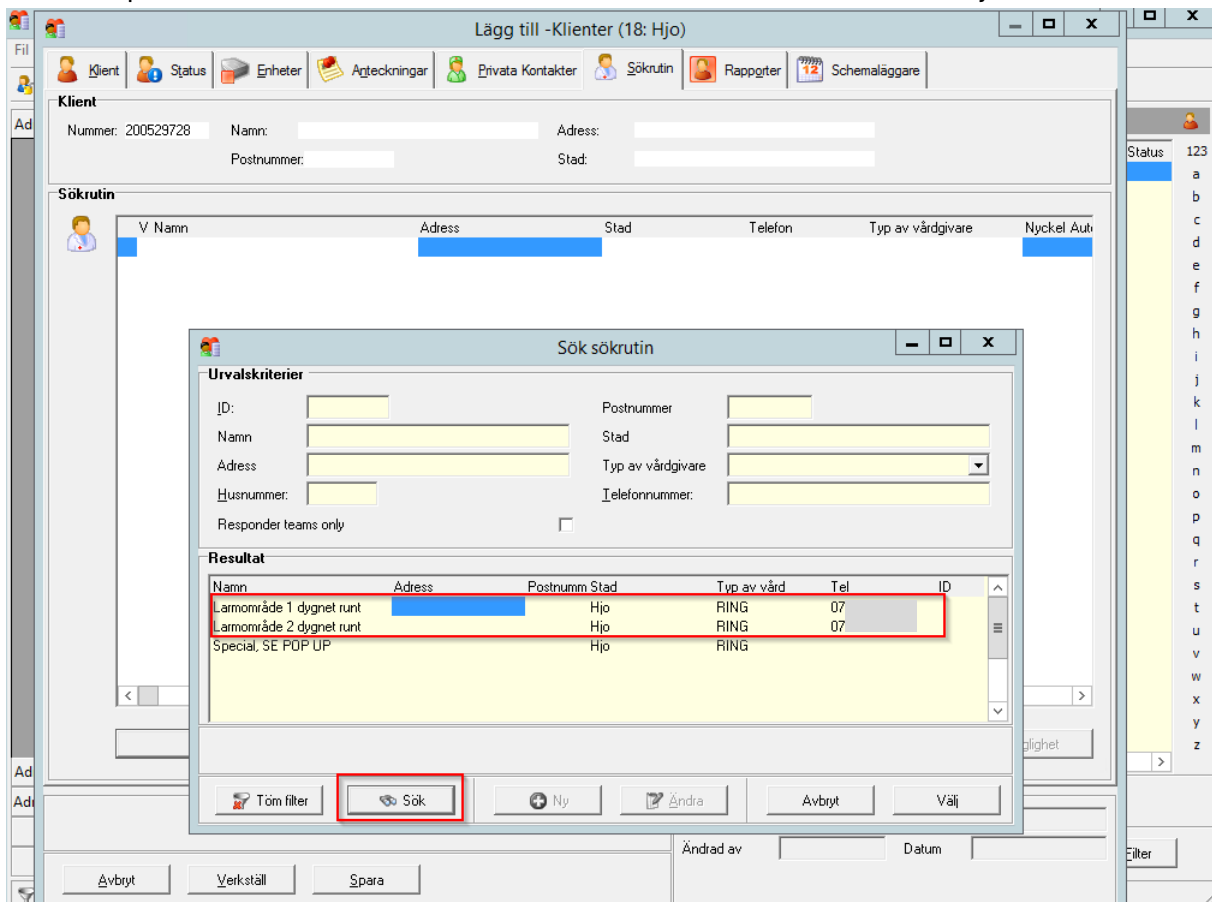 Lägg till -Klienter (18: Hjo)
Fil
Klient Status Enheter Anteckningar Privata Kontakter Sökrutin Rapporter 12 Schemaläggare
Klient
Ad
Nummer: 200529728 Namn: Adress:
Postnummer: Stad:
Status 123
a
b
c
d
e
f
g
h
i
j
k
l
m
n
o
p
q
r
s
t
u
v
w
x
y
z
Sökrutin
V Namn Adress Stad Telefon Typ av vårdgivare Nyckel Aut
Sök sökrutin
Urvalskriterier
ID: Postnummer
Namn Stad
Adress Typ av vårdgivare
Husnummer: Telefonnummer:
Responder teams only
Resultat
Namn Adress Postnumm Stad Typ av vård Tel ID
Larmområde 1 dygnet runt Hjo RING 07
Larmområde 2 dygnet runt Hjo RING 07
Special, SE POP UP Hjo RING
glighet
Töm filter Sök Ny Ändra Avbryt Välj
Ad
Adr
Ändrad av Datum
Filter
Avbryt Verkställ Spara